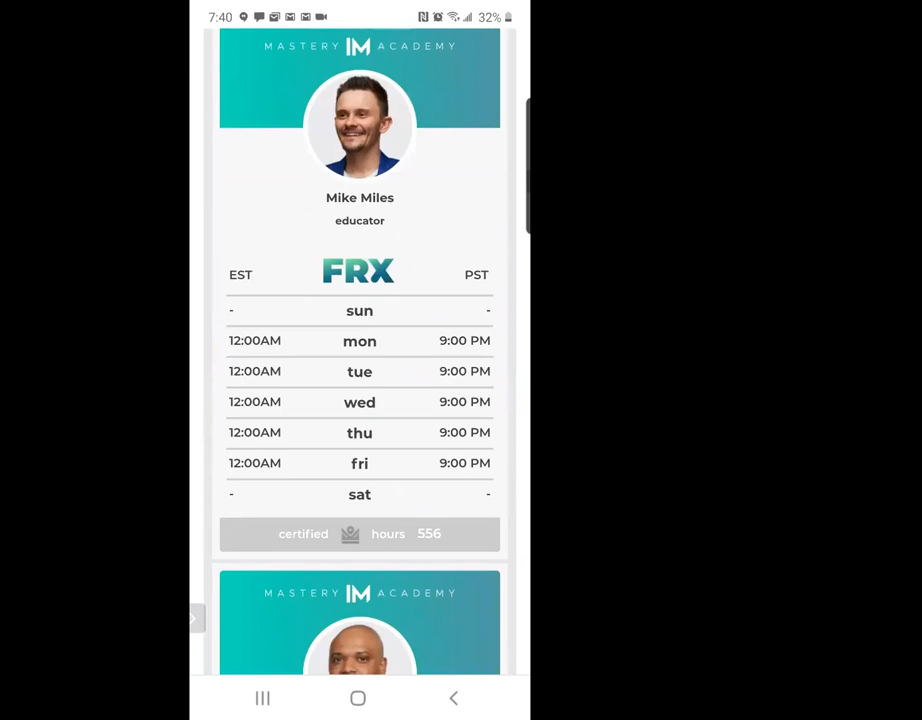 7:40 32%
MASTERY IM ACADEMY
Mike Miles
educator
EST FRX PST
- sun -
12:00AM mon 9:00 PM
12:00AM tue 9:00 PM
12:00AM wed 9:00 PM
12:00AM thu 9:00 PM
12:00AM fri 9:00 PM
- sat -
certified hours 556
MASTERY IM ACADEMY